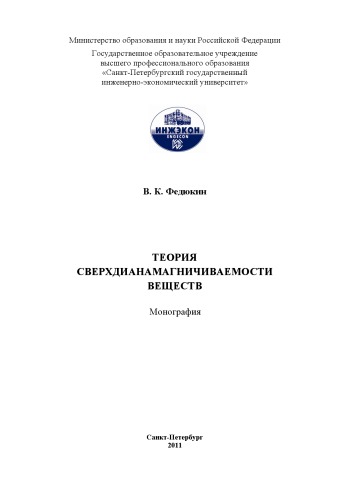 Министерство образования и науки Российской Федерации
Государственное образовательное учреждение
высшего профессионального образования
«Санкт-Петербургский государственный
инженерно-экономический университет»
ИНЖЭКОН
ENGECON
В. К. Федюкин
ТЕОРИЯ
СВЕРХДИАНАМАГНИЧИВАЕМОСТИ
ВЕЩЕСТВ
Монография
Санкт-Петербург
2011